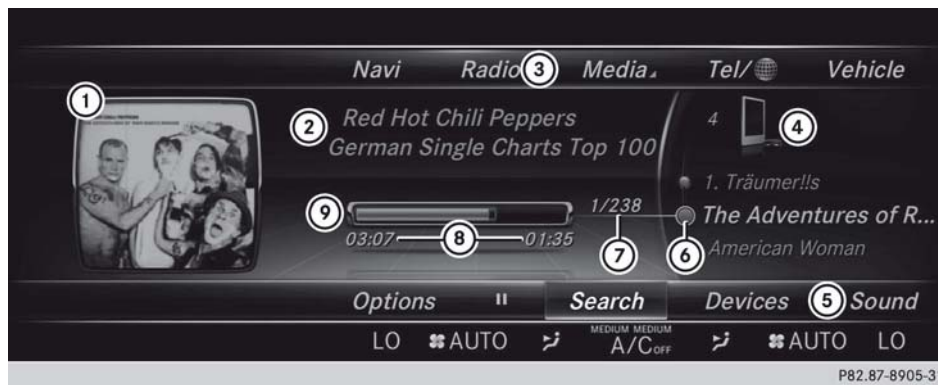 Navi Radio 3 Media Tel/ Vehicle
1
2 Red Hot Chili Peppers
German Single Charts Top 100
4 4
1. Träumer!!s
9 1/238
The Adventures of R...
03:07 8 01:35 7 6
American Woman
Options II Search Devices 5 Sound
LO AUTO MEDIUM MEDIUM AUTO LO
A/C OFF
P82.87-8905-31